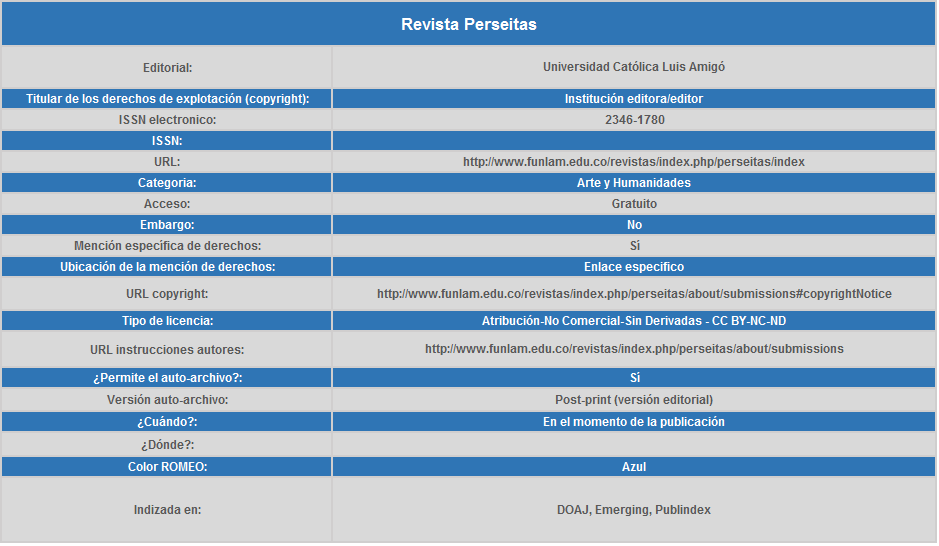 Revista Perseitas
Editorial: Universidad Católica Luis Amigó
Titular de los derechos de explotación (copyright): Institución editora/editor
ISSN electronico: 2346-1780
ISSN:
URL: http://www.funlam.edu.co/revistas/index.php/perseitas/index
Categoria: Arte y Humanidades
Acceso: Gratuito
Embargo: No
Mención específica de derechos: Sí
Ubicación de la mención de derechos: Enlace especifico
URL copyright: http://www.funlam.edu.co/revistas/index.php/perseitas/about/submissions#copyrightNotice
Tipo de licencia: Atribución-No Comercial-Sin Derivadas - CC BY-NC-ND
URL instrucciones autores: http://www.funlam.edu.co/revistas/index.php/perseitas/about/submissions
¿Permite el auto-archivo?: Sí
Versión auto-archivo: Post-print (versión editorial)
¿Cuándo?: En el momento de la publicación
¿Dónde?:
Color ROMEO: Azul
Indizada en: DOAJ, Emerging, Publindex